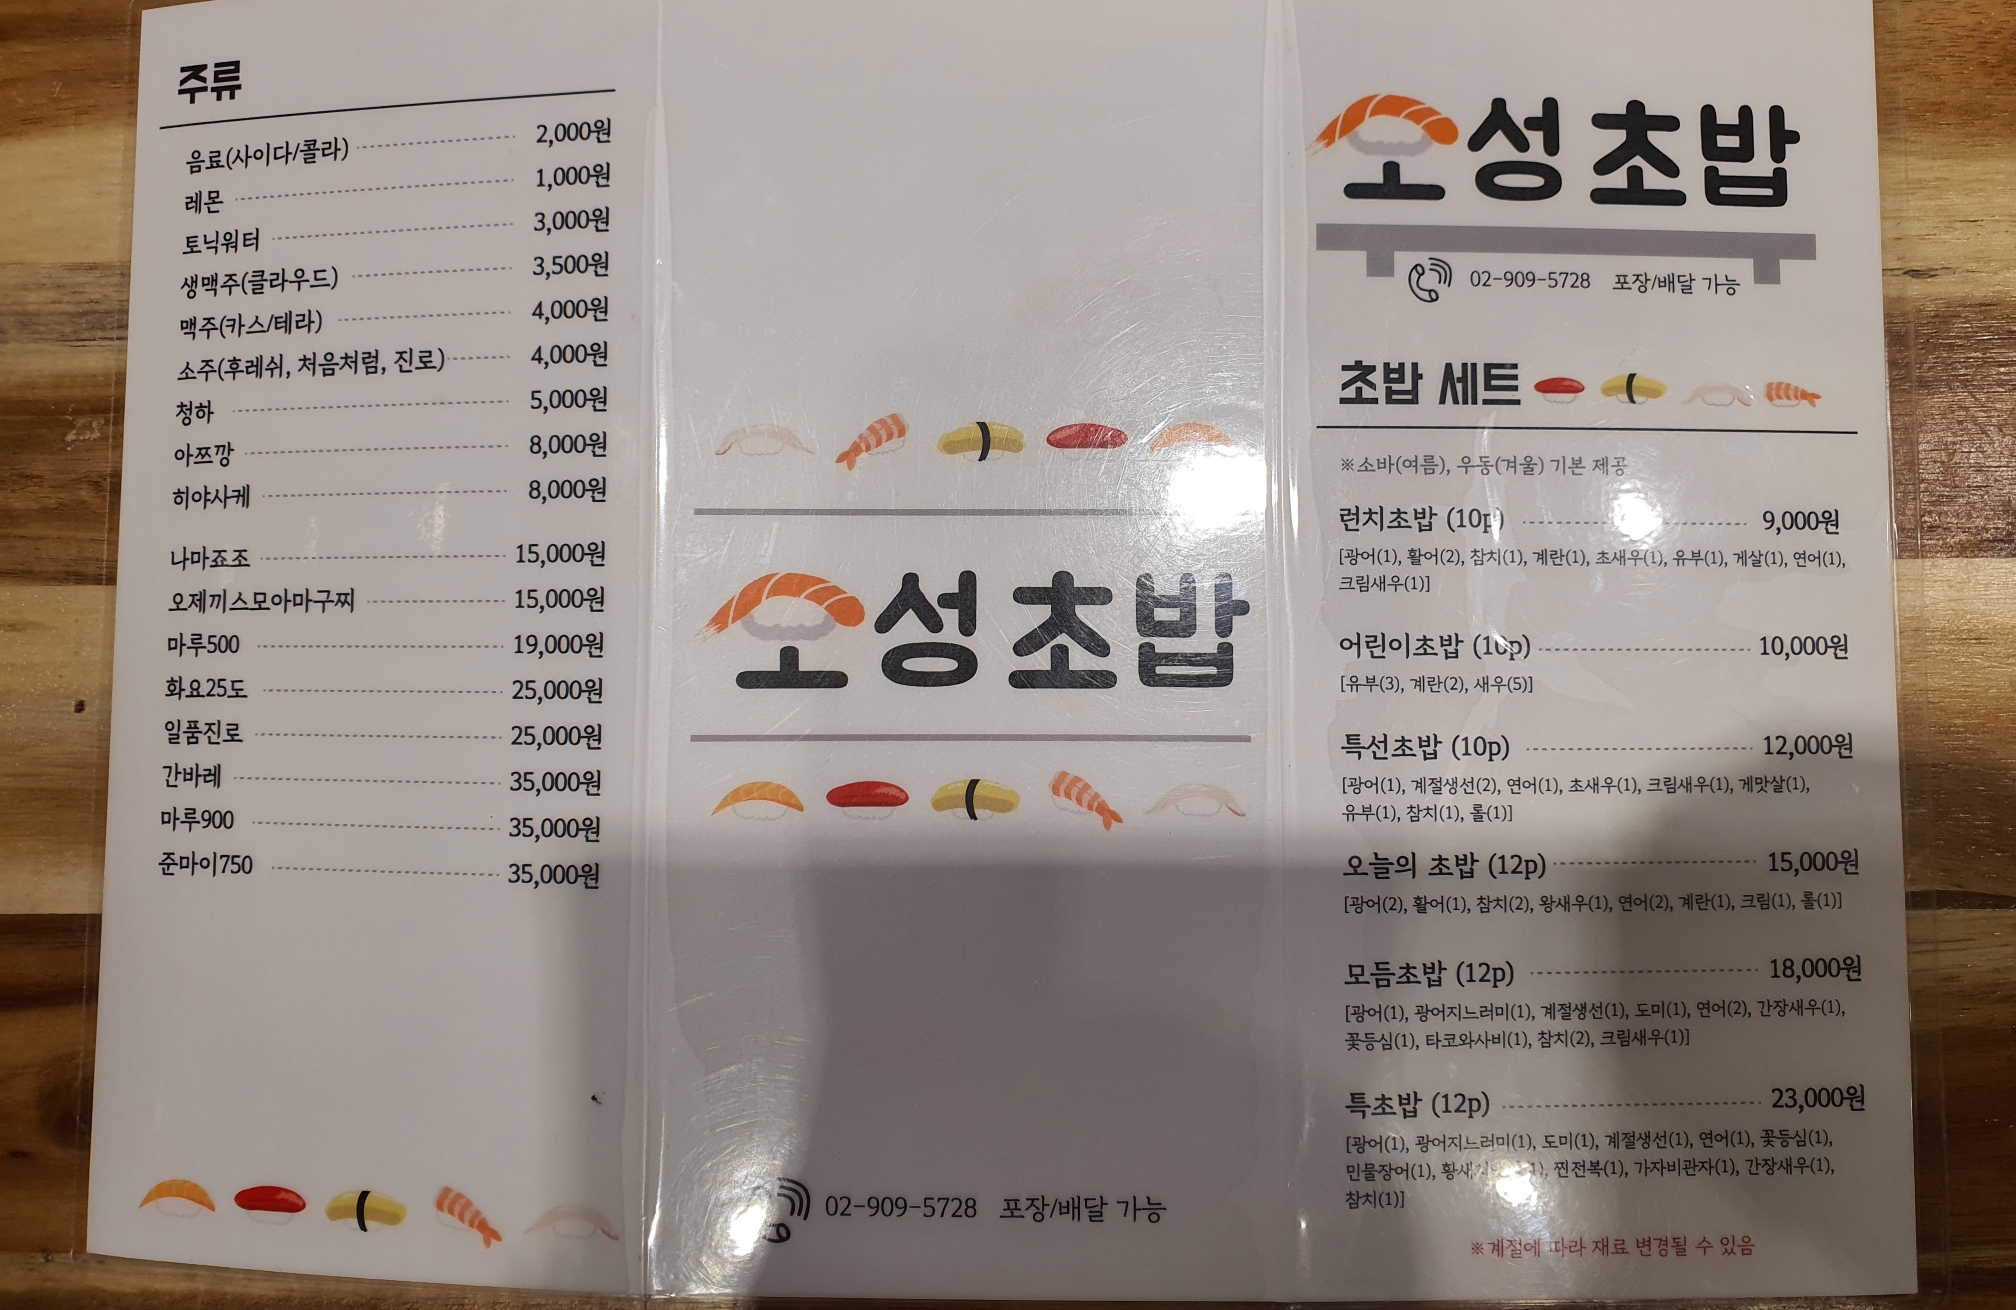 주류
음료(사이다/콜라) 2,000원
레몬 1,000원
토닉워터 3,000원
생맥주(클라우드) 3,500원
맥주(카스/테라) 4,000원
소주(후레쉬, 처음처럼, 진로) 4,000원
청하 5,000원
아쯔깡 8,000원
히야사케 8,000원
나마죠조 15,000원
오제끼스모아마구찌 15,000원
마루500 19,000원
화요25도 25,000원
일품진로 25,000원
간바레 35,000원
마루900 35,000원
준마이750 35,000원
오성초밥
02-909-5728 포장/배달 가능
오성초밥
02-909-5728 포장/배달 가능
초밥 세트
※소바(여름), 우동(겨울) 기본 제공
런치초밥 (10p) 9,000원
[광어(1), 활어(2), 참치(1), 계란(1), 초새우(1), 유부(1), 게살(1), 연어(1),
크림새우(1)]
어린이초밥 (10p) 10,000원
[유부(3), 계란(2), 새우(5)]
특선초밥 (10p) 12,000원
[광어(1), 계절생선(2), 연어(1), 초새우(1), 크림새우(1), 게맛살(1),
유부(1), 참치(1), 롤(1)]
오늘의 초밥 (12p) 15,000원
[광어(2), 활어(1), 참치(2), 왕새우(1), 연어(2), 계란(1), 크림(1), 롤(1)]
모듬초밥 (12p) 18,000원
[광어(1), 광어지느러미(1), 계절생선(1), 도미(1), 연어(2), 간장새우(1),
꽃등심(1), 타코와사비(1), 참치(2), 크림새우(1)]
특초밥 (12p) 23,000원
[광어(1), 광어지느러미(1), 도미(1), 계절생선(1), 연어(1), 꽃등심(1),
민물장어(1), 찐전복(1), 가자비관자(1), 간장새우(1),
참치(1)]
※계절에 따라 재료 변경될 수 있음